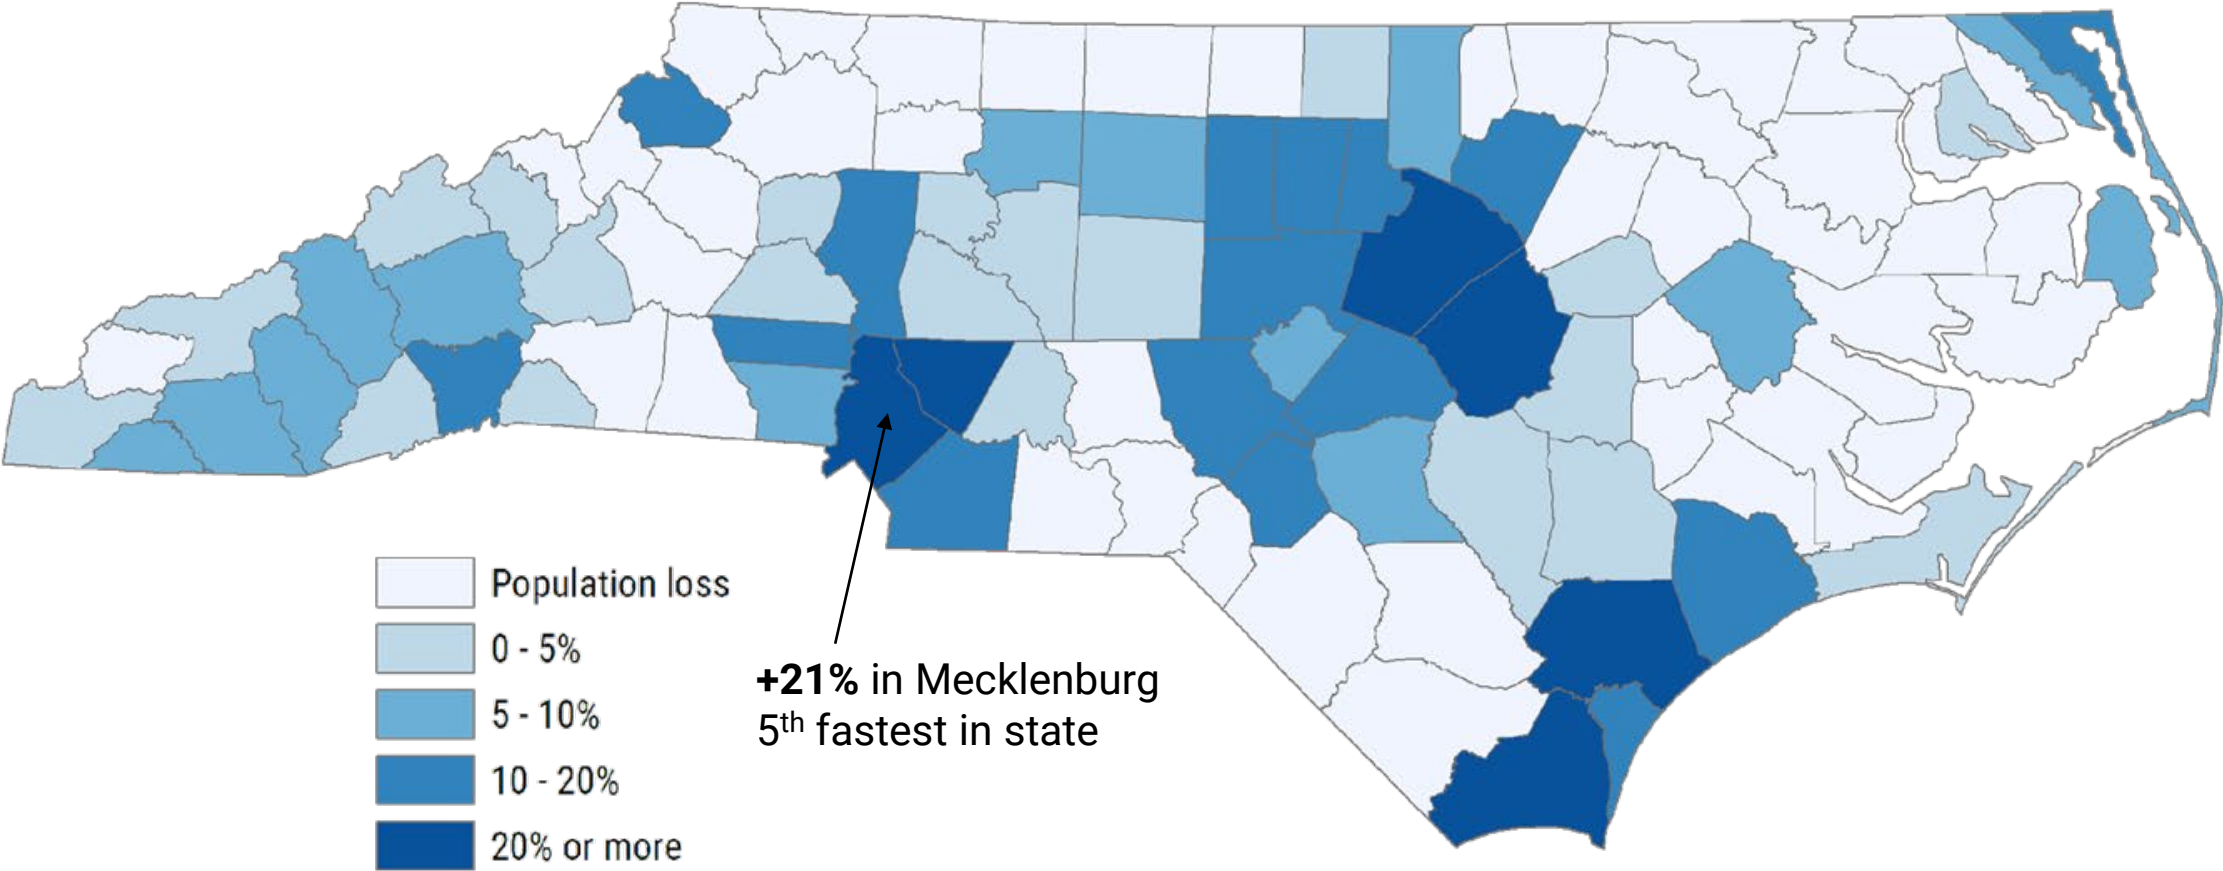 Population loss
0 - 5%
5 - 10%
10 - 20%
20% or more
+21% in Mecklenburg
5th fastest in state